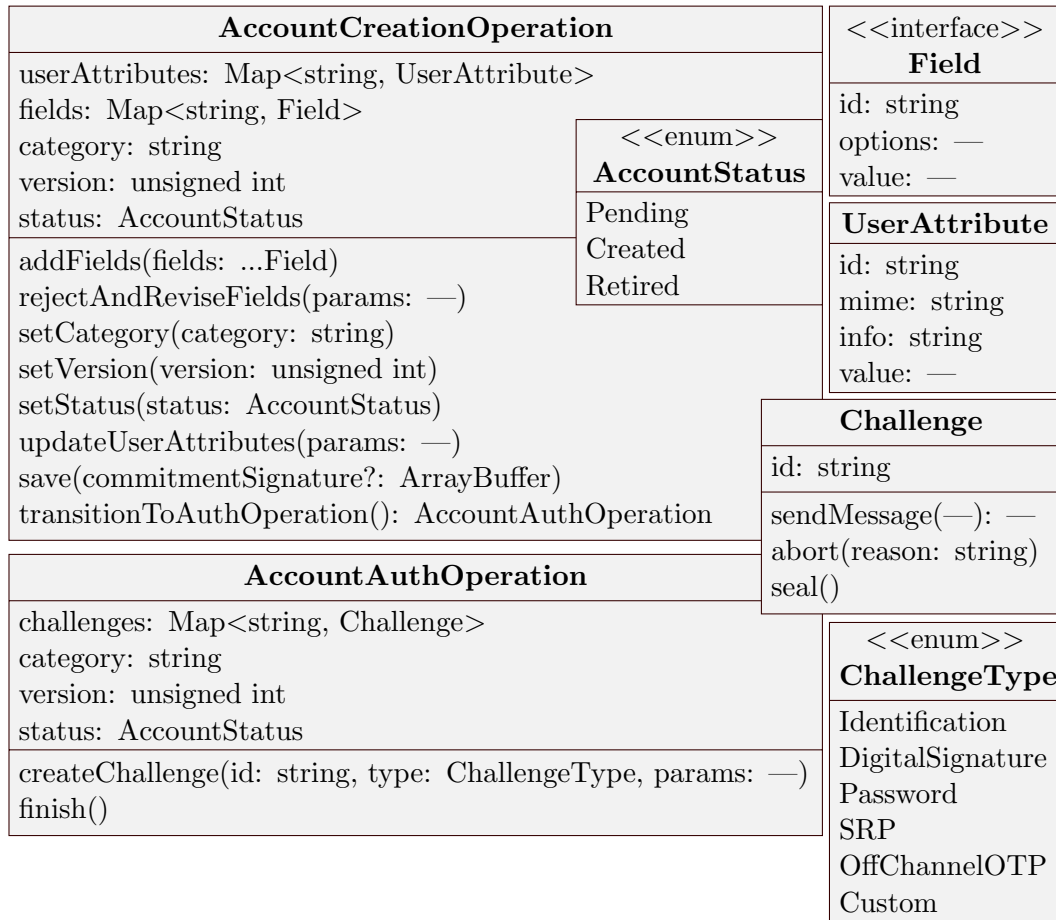 AccountCreationOperation
userAttributes: Map<string, UserAttribute>
fields: Map<string, Field>
category: string
version: unsigned int
status: AccountStatus
addFields(fields: ...Field)
rejectAndReviseFields(params: —)
setCategory(category: string)
setVersion(version: unsigned int)
setStatus(status: AccountStatus)
updateUserAttributes(params: —)
save(commitmentSignature?: ArrayBuffer)
transitionToAuthOperation(): AccountAuthOperation
<<enum>>
AccountStatus
Pending
Created
Retired
<<interface>>
Field
id: string
options: —
value: —
UserAttribute
id: string
mime: string
info: string
value: —
Challenge
id: string
sendMessage(—): —
abort(reason: string)
seal()
AccountAuthOperation
challenges: Map<string, Challenge>
category: string
version: unsigned int
status: AccountStatus
createChallenge(id: string, type: ChallengeType, params: —)
finish()
<<enum>>
ChallengeType
Identification
DigitalSignature
Password
SRP
OffChannelOTP
Custom